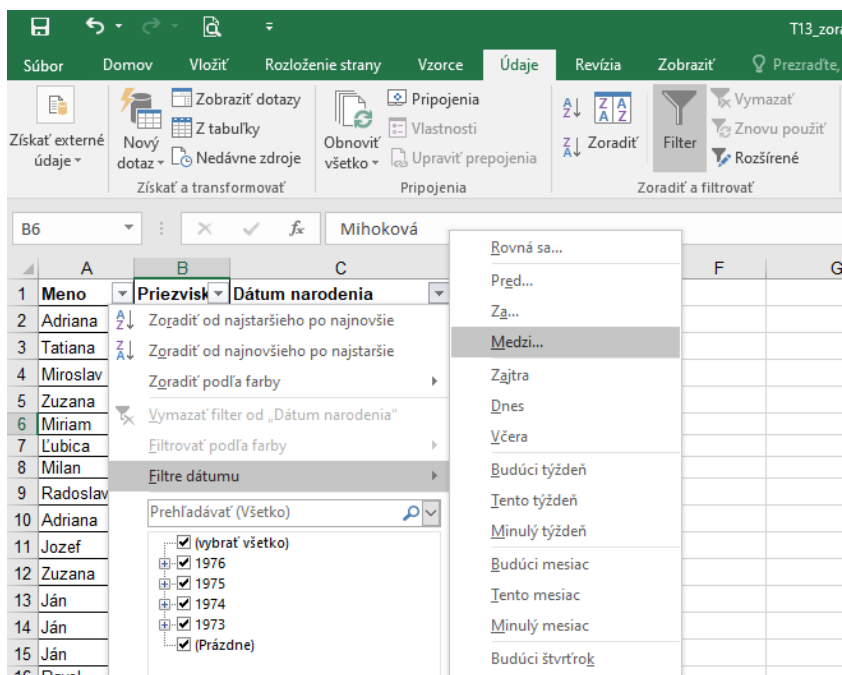 T13_zora
Súbor Domov Vložiť Rozloženie strany Vzorce Údaje Revízia Zobraziť Prezraďte,
Získať externé údaje
Nový dotaz
Zobraziť dotazy
Z tabuľky
Nedávne zdroje
Získať a transformovať
Obnoviť všetko
Pripojenia
Vlastnosti
Upraviť prepojenia
Pripojenia
Zoradiť
Filter
Vymazať
Znovu použiť
Rozšírené
Zoradiť a filtrovať
B6 fx Mihoková
A B C F G
1 Meno Priezvisk Dátum narodenia
2 Adriana
3 Tatiana
4 Miroslav
5 Zuzana
6 Miriam
7 Ľubica
8 Milan
9 Radoslav
10 Adriana
11 Jozef
12 Zuzana
13 Ján
14 Ján
15 Ján
Zoradiť od najstaršieho po najnovšie
Zoradiť od najnovšieho po najstaršie
Zoradiť podľa farby
Vymazať filter od „Dátum narodenia“
Filtrovať podľa farby
Filtre dátumu
Prehľadávať (Všetko)
(vybrať všetko)
1976
1975
1974
1973
(Prázdne)
Rovná sa...
Pred...
Za...
Medzi...
Zajtra
Dnes
Včera
Budúci týždeň
Tento týždeň
Minulý týždeň
Budúci mesiac
Tento mesiac
Minulý mesiac
Budúci štvrťrok